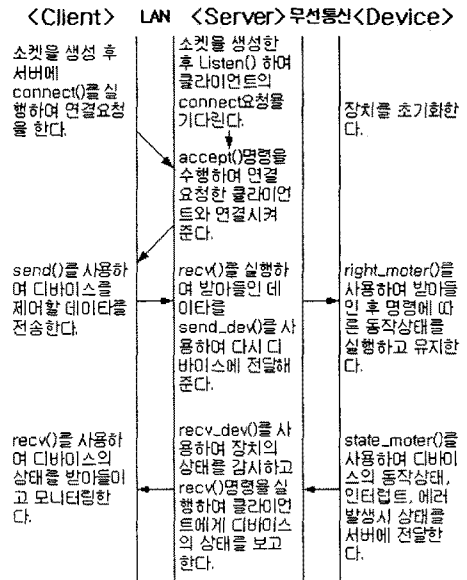 <Client> LAN <Server> 무선통신 <Device>
소켓을 생성 후
서버에
connect()를 실
행하여 연결요청
을 한다.
소켓을 생성한
후 Listen() 하여
클라이언트의
connect요청을
기다린다.
장치를 초기화한
다.
accept()명령을
수행하여 연결
요청한 클라이언
트와 연결시켜
준다.
send()를 사용하
여 디바이스를
제어할 데이타를
전송한다.
recv()를 실행하
여 받아들인 데
이타를
send_dev()를 사
용하여 다시 디
바이스에 전달해
준다.
right_moter()를
사용하여 받아들
인 후 명령에 따
른 동작상태를
실행하고 유지한
다.
recv()를 사용하
여 디바이스의
상태를 받아들이
고 모니터링한
다.
recv_dev()를 사
용하여 장치의
상태를 감시하고
recv()명령을 실
행하여 클라이언
트에게 디바이스
의 상태를 보고
한다.
state_moter()를
사용하여 디바이
스의 동작상태,
인터럽트, 에러
발생시 상태를
서버에 전달한
다.